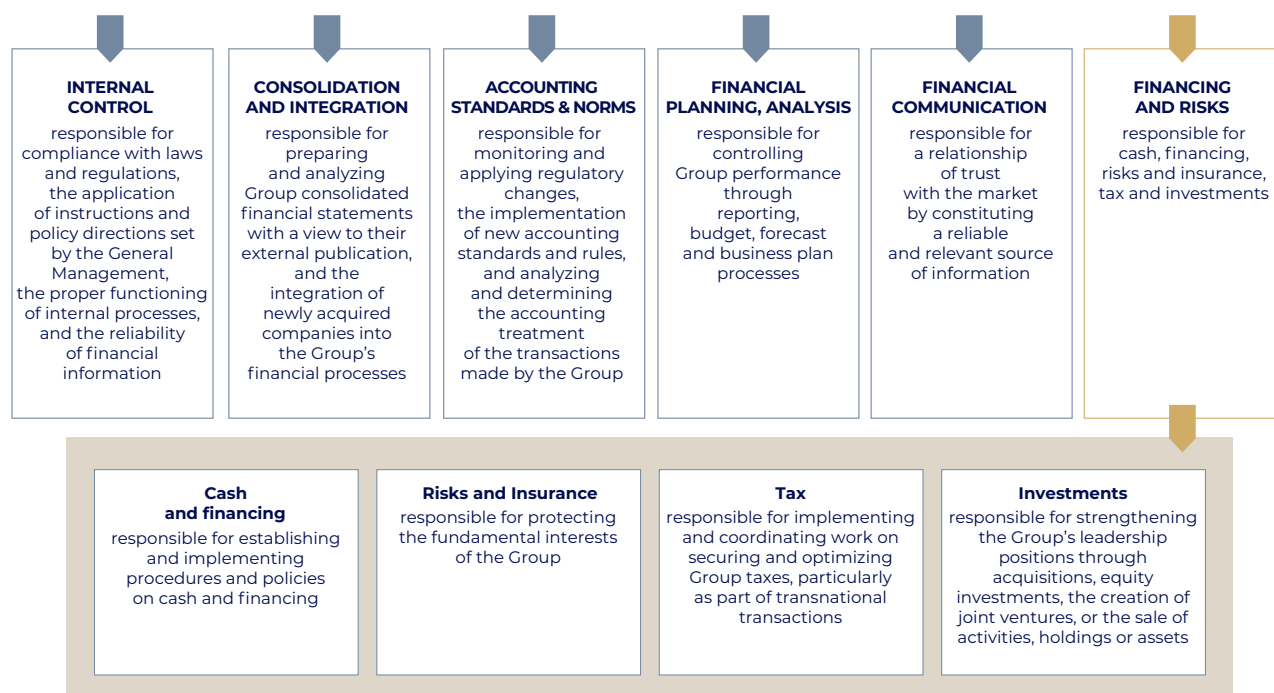 INTERNAL
CONTROL
responsible for
compliance with laws
and regulations,
the application
of instructions and
policy directions set
by the General
Management,
the proper functioning
of internal processes,
and the reliability
of financial
information
CONSOLIDATION
AND INTEGRATION
responsible for
preparing
and analyzing
Group consolidated
financial statements
with a view to their
external publication,
and the
integration of
newly acquired
companies into
the Group’s
financial processes
ACCOUNTING
STANDARDS & NORMS
responsible for
monitoring and
applying regulatory
changes,
the implementation
of new accounting
standards and rules,
and analyzing
and determining
the accounting
treatment
of the transactions
made by the Group
FINANCIAL
PLANNING, ANALYSIS
responsible for
controlling
Group performance
through
reporting,
budget, forecast
and business plan
processes
FINANCIAL
COMMUNICATION
responsible for
a relationship
of trust
with the market
by constituting
a reliable
and relevant source
of information
FINANCING
AND RISKS
responsible for
cash, financing,
risks and insurance,
tax and investments
Cash
and financing
responsible for establishing
and implementing
procedures and policies
on cash and financing
Risks and Insurance
responsible for protecting
the fundamental interests
of the Group
Tax
responsible for implementing
and coordinating work on
securing and optimizing
Group taxes, particularly
as part of transnational
transactions
Investments
responsible for strengthening
the Group’s leadership
positions through
acquisitions, equity
investments, the creation of
joint ventures, or the sale of
activities, holdings or assets